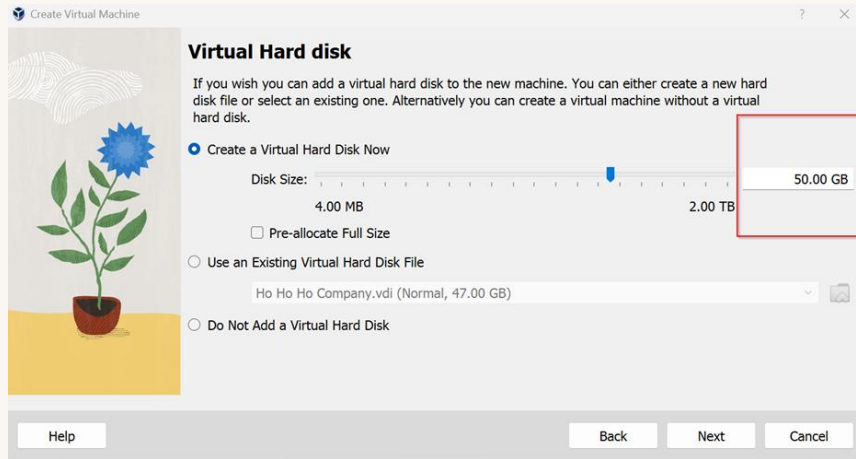 Create Virtual Machine
?
Virtual Hard disk
If you wish you can add a virtual hard disk to the new machine. You can either create a new hard
disk file or select an existing one. Alternatively you can create a virtual machine without a virtual
hard disk.
Create a Virtual Hard Disk Now
Disk Size:
50.00 GB
4.00 MB
2.00 TB
Pre-allocate Full Size
Use an Existing Virtual Hard Disk File
Ho Ho Ho Company.vdi (Normal, 47.00 GB)
Do Not Add a Virtual Hard Disk
Help
Back
Next
Cancel